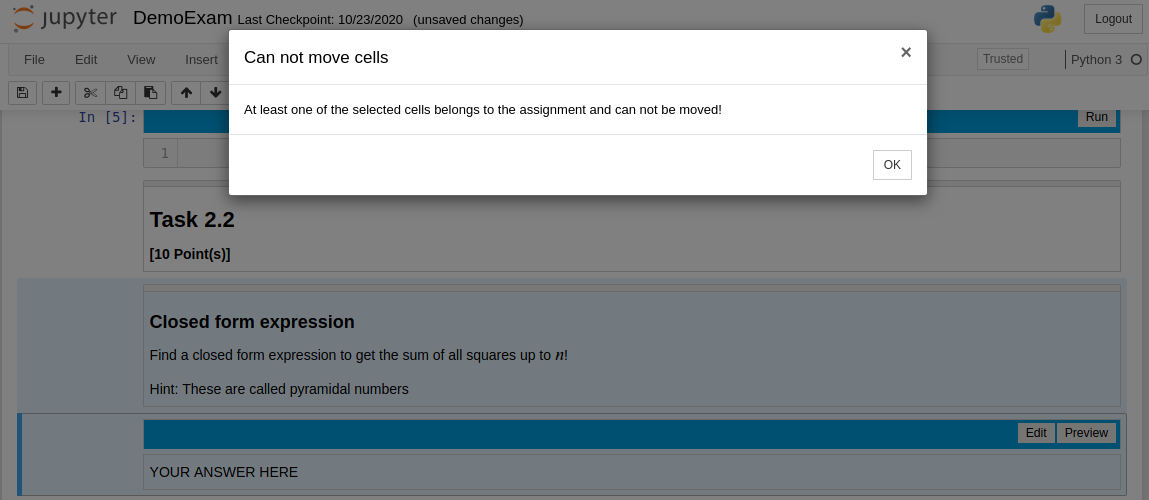 jupyter DemoExam Last Checkpoint: 10/23/2020 (unsaved changes) Logout
File Edit View Insert Trusted Python 3
Can not move cells ×
At least one of the selected cells belongs to the assignment and can not be moved!
OK
In [5]: Run
1
Task 2.2
[10 Point(s)]
Closed form expression
Find a closed form expression to get the sum of all squares up to n!
Hint: These are called pyramidal numbers
Edit Preview
YOUR ANSWER HERE